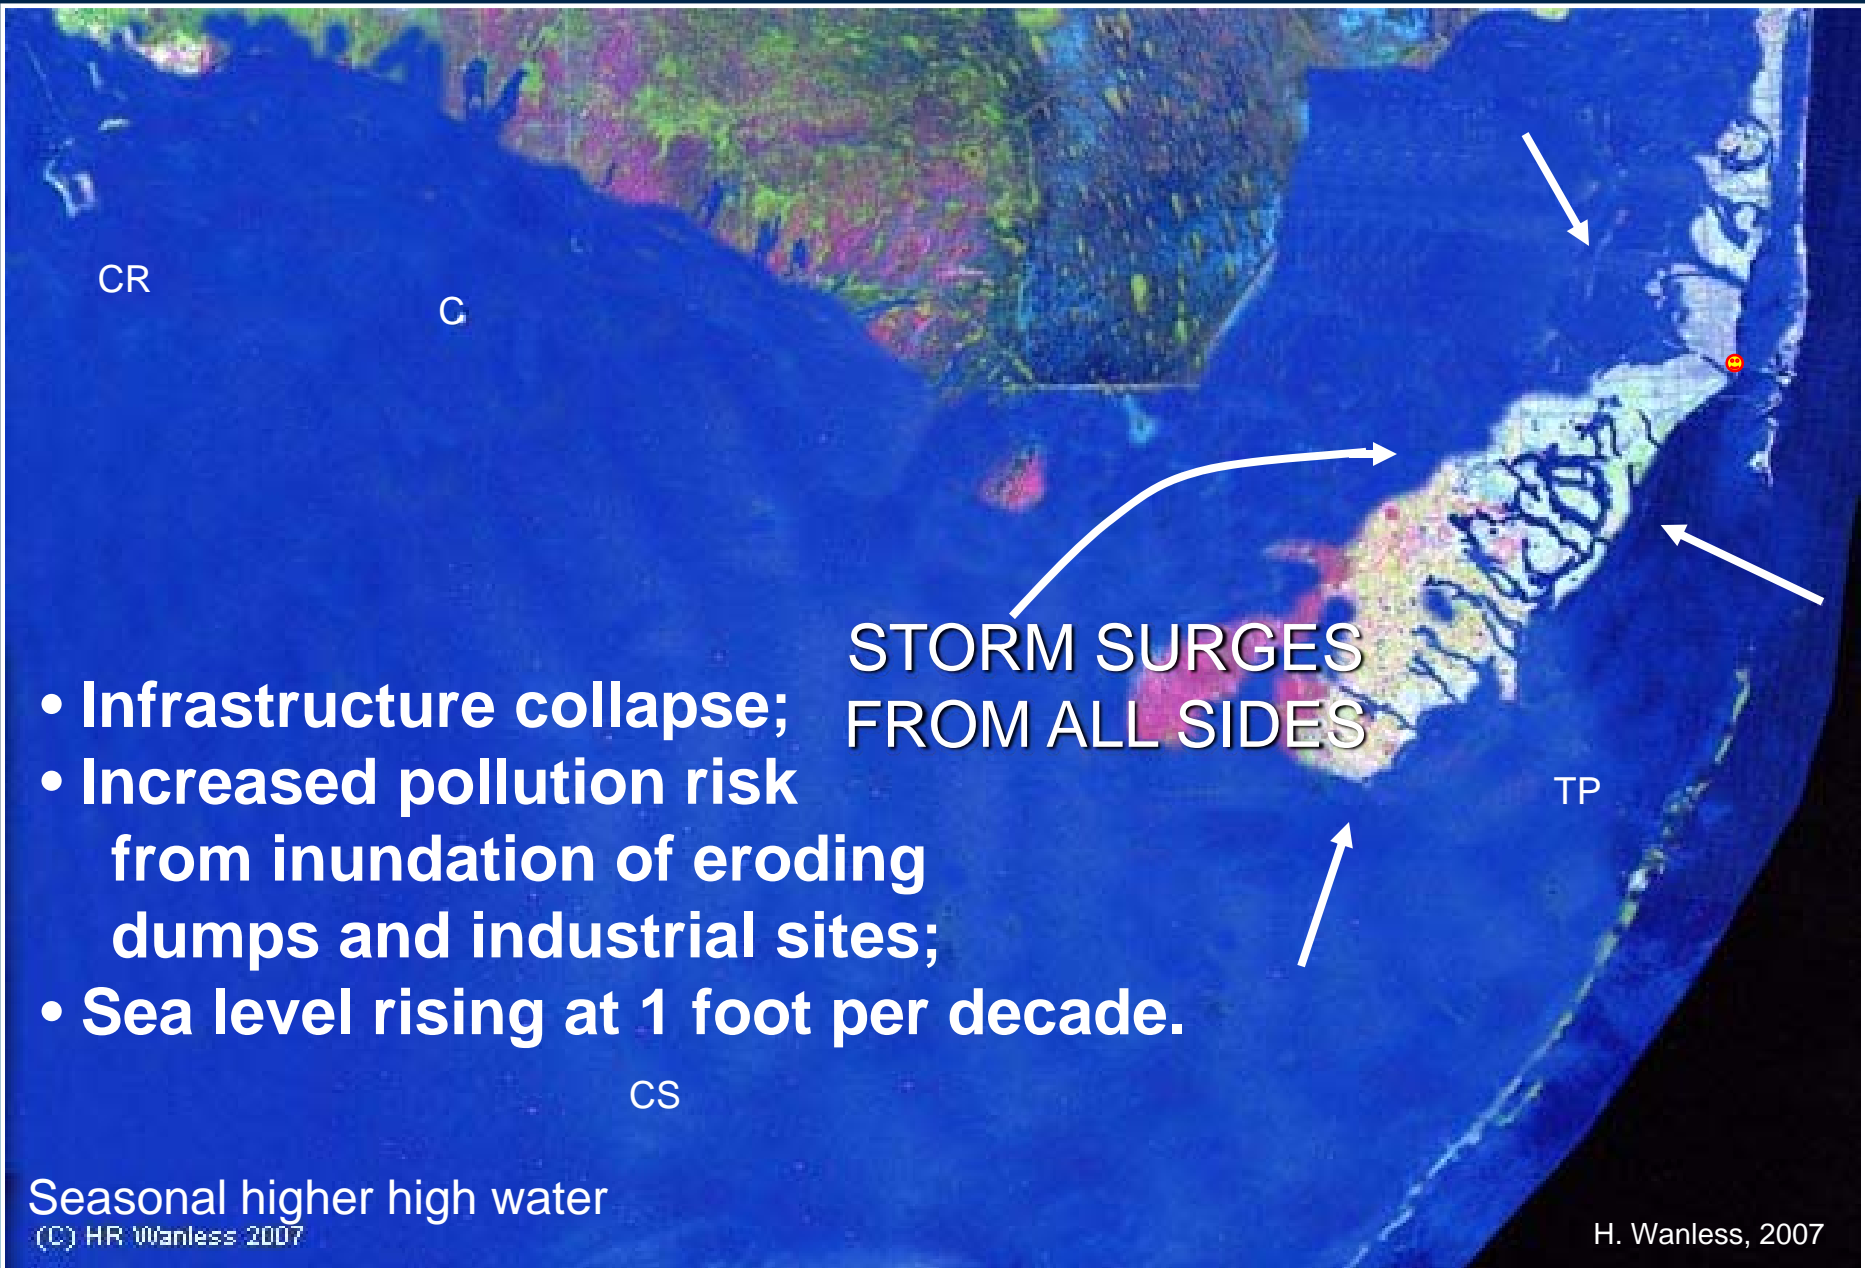 CR
C
STORM SURGES
FROM ALL SIDES
• Infrastructure collapse;
• Increased pollution risk
from inundation of eroding
dumps and industrial sites;
• Sea level rising at 1 foot per decade.
TP
CS
Seasonal higher high water
(C) HR Wanless 2007
H. Wanless, 2007